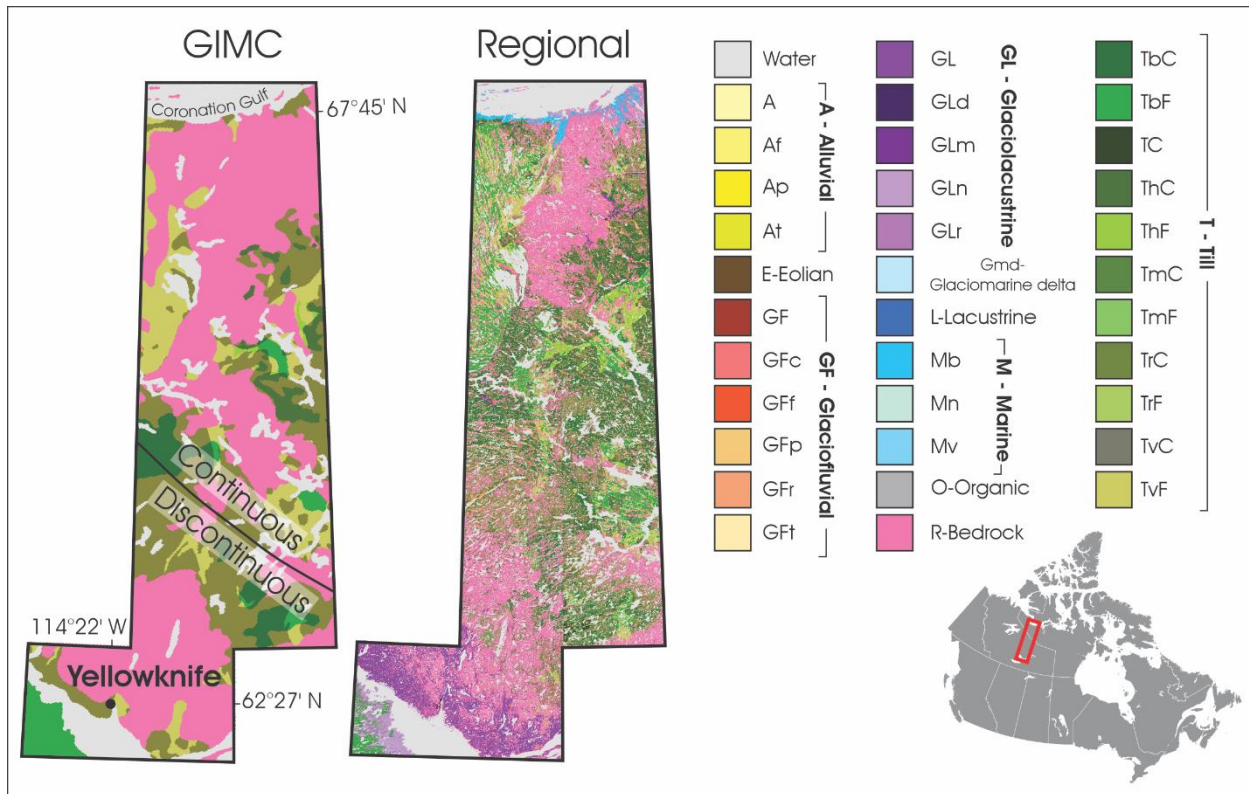 GIMC
Regional
Coronation Gulf
67°45' N
Continuous
Discontinuous
114°22' W
Yellowknife
62°27' N
Water
A
Af
Ap
At
E-Eolian
GF
GFc
GFf
GFp
GFr
GFt
A - Alluvial
GF - Glaciofluvial
GL
GLd
GLm
GLn
GLr
Gmd-
Glaciomarine delta
L-Lacustrine
Mb
Mn
Mv
O-Organic
R-Bedrock
GL - Glaciolacustrine
M - Marine
TbC
TbF
TC
ThC
ThF
TmC
TmF
TrC
TrF
TvC
TvF
T - Till